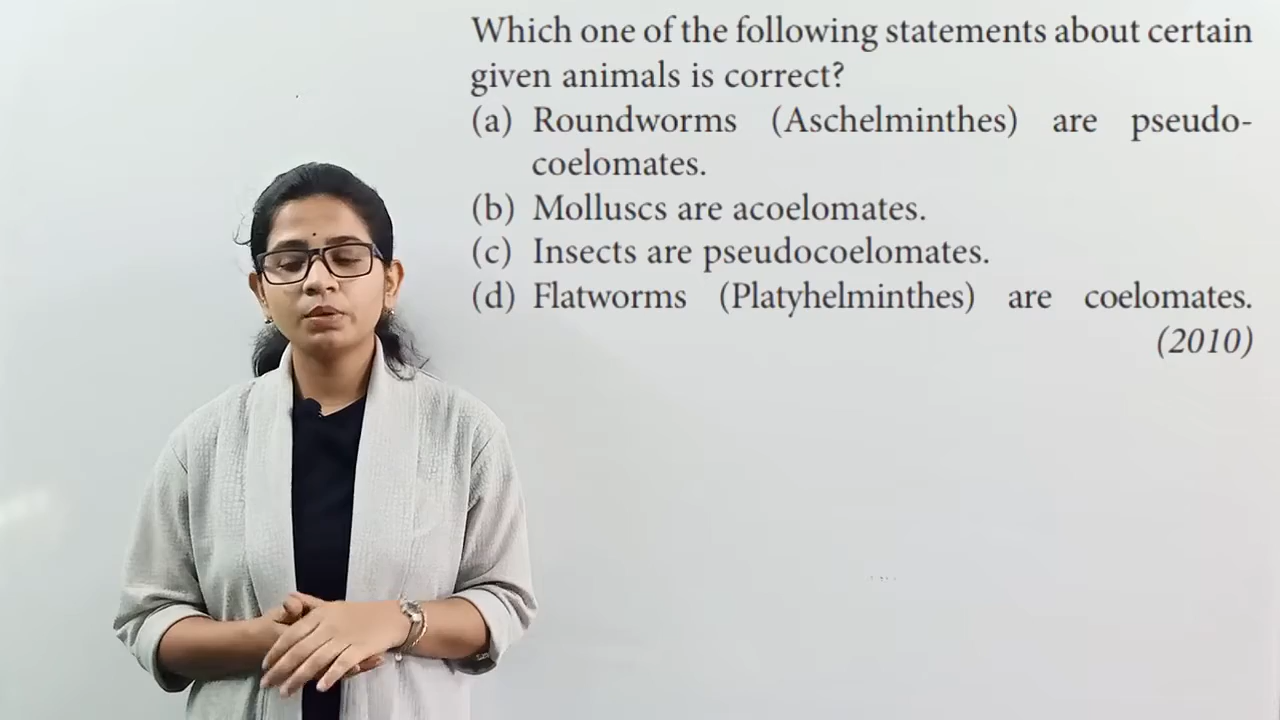 Which one of the following statements about certain
given animals is correct?
(a) Roundworms (Aschelminthes) are pseudo-
coelomates.
(b) Molluscs are acoelomates.
(c) Insects are pseudocoelomates.
(d) Flatworms (Platyhelminthes) are coelomates.
(2010)